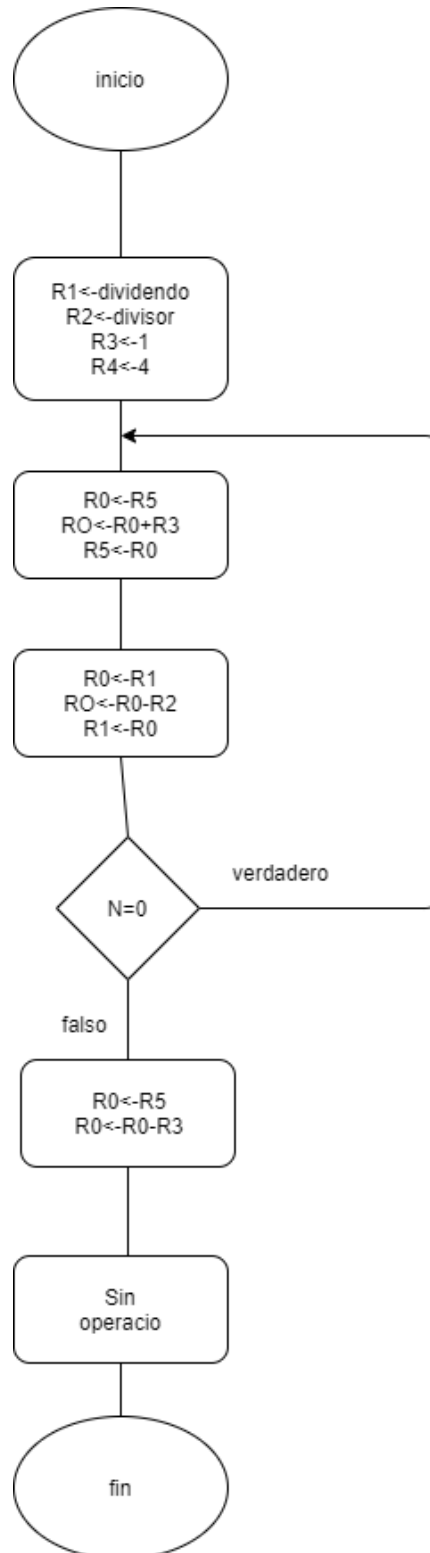 inicio
R1<-dividendo
R2<-divisor
R3<-1
R4<-4
R0<-R5
RO<-R0+R3
R5<-R0
R0<-R1
RO<-R0-R2
R1<-R0
N=0
verdadero
falso
R0<-R5
R0<-R0-R3
Sin
operacio
fin